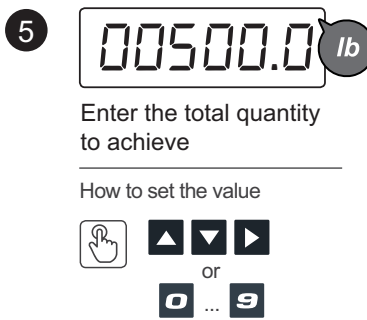 5
00500.0 lb
Enter the total quantity
to achieve
How to set the value
or
0 ... 9